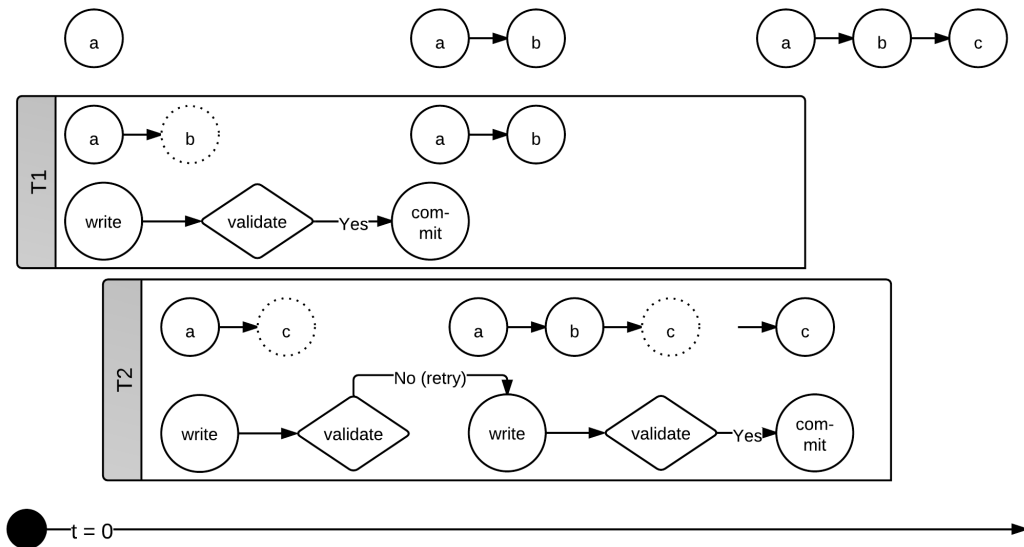 a
a b
a b c
T1
a b
a b
write validate Yes com-
mit
T2
a c
a b c
c
No (retry)
write validate
write validate Yes com-
mit
t = 0